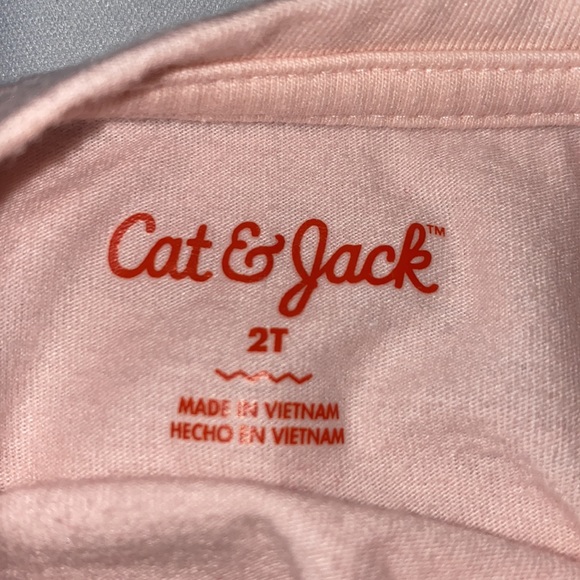 Cat & Jack™
2T
MADE IN VIETNAM
HECHO EN VIETNAM